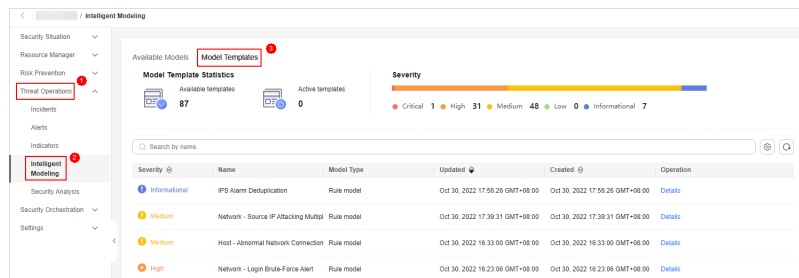 / Intelligent Modeling
Security Situation
Resource Manager
Risk Prevention
1
Threat Operations
Incidents
Alerts
Indicators
2
Intelligent
Modeling
Security Analysis
Security Orchestration
Settings
Available Models Model Templates 3
Model Template Statistics
Available templates
87
Active templates
0
Severity
Critical 1 High 31 Medium 48 Low 0 Informational 7
Search by name.
Severity Name Model Type Updated Created Operation
Informational IPS Alarm Deduplication Rule model Oct 30, 2022 17:56:26 GMT+08:00 Oct 30, 2022 17:56:26 GMT+08:00 Details
Medium Network - Source IP Attacking Multipl Rule model Oct 30, 2022 17:39:31 GMT+08:00 Oct 30, 2022 17:39:31 GMT+08:00 Details
Medium Host - Abnormal Network Connection Rule model Oct 30, 2022 16:33:00 GMT+08:00 Oct 30, 2022 16:33:00 GMT+08:00 Details
High Network - Login Brute-Force Alert Rule model Oct 30, 2022 16:23:06 GMT+08:00 Oct 30, 2022 16:23:06 GMT+08:00 Details